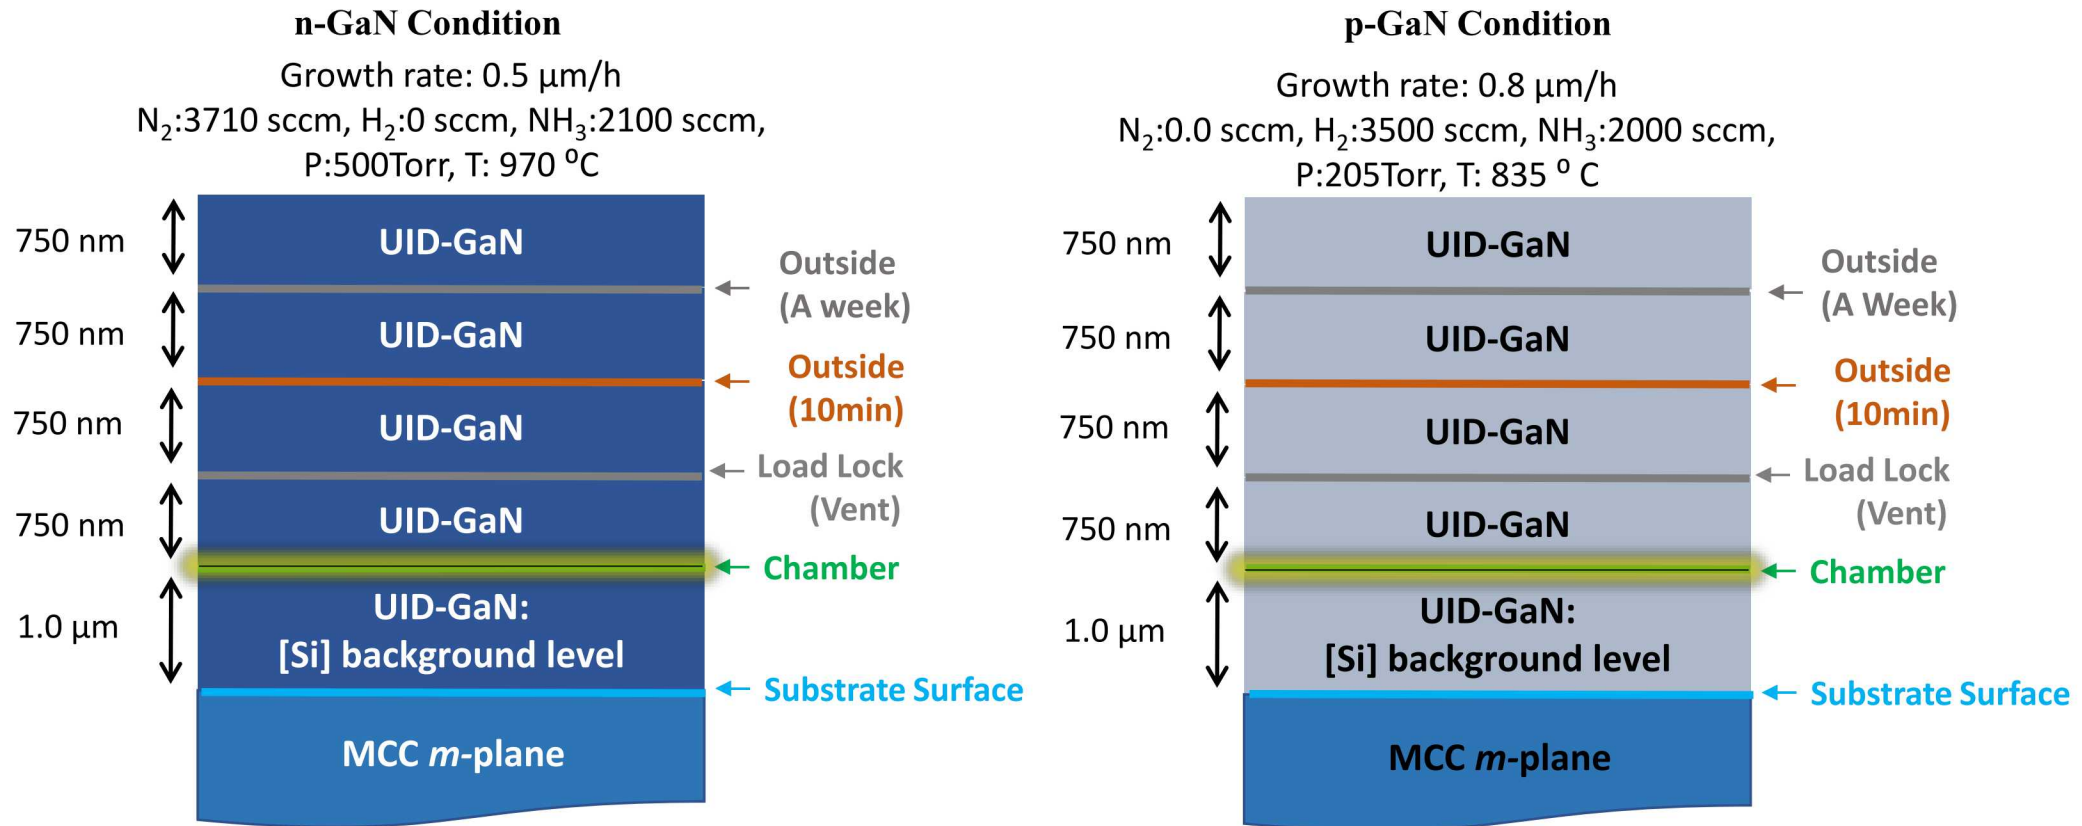 n-GaN Condition
Growth rate: 0.5 µm/h
N₂:3710 sccm, H₂:0 sccm, NH₃:2100 sccm,
P:500Torr, T: 970 ⁰C
750 nm
UID-GaN
Outside
(A week)
750 nm
UID-GaN
Outside
(10min)
750 nm
UID-GaN
Load Lock
(Vent)
750 nm
UID-GaN
Chamber
1.0 µm
UID-GaN:
[Si] background level
Substrate Surface
MCC m-plane
p-GaN Condition
Growth rate: 0.8 µm/h
N₂:0.0 sccm, H₂:3500 sccm, NH₃:2000 sccm,
P:205Torr, T: 835 ⁰ C
750 nm
UID-GaN
Outside
(A Week)
750 nm
UID-GaN
Outside
(10min)
750 nm
UID-GaN
Load Lock
(Vent)
750 nm
UID-GaN
Chamber
1.0 µm
UID-GaN:
[Si] background level
Substrate Surface
MCC m-plane